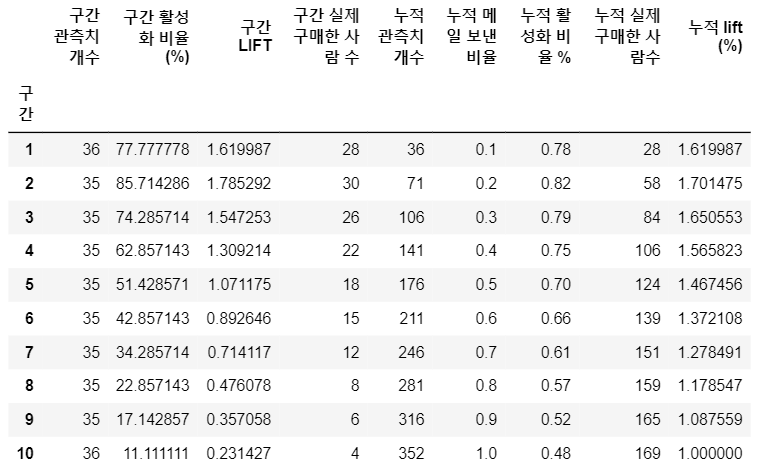 구간 관측치 개수 구간 활성화 비율 (%) 구간 LIFT 구간 실제 구매한 사람 수 누적 관측치 개수 누적 메일 보낸 비율 누적 활성화 비율 % 누적 실제 구매한 사람수 누적 lift (%)
구간
1 36 77.777778 1.619987 28 36 0.1 0.78 28 1.619987
2 35 85.714286 1.785292 30 71 0.2 0.82 58 1.701475
3 35 74.285714 1.547253 26 106 0.3 0.79 84 1.650553
4 35 62.857143 1.309214 22 141 0.4 0.75 106 1.565823
5 35 51.428571 1.071175 18 176 0.5 0.70 124 1.467456
6 35 42.857143 0.892646 15 211 0.6 0.66 139 1.372108
7 35 34.285714 0.714117 12 246 0.7 0.61 151 1.278491
8 35 22.857143 0.476078 8 281 0.8 0.57 159 1.178547
9 35 17.142857 0.357058 6 316 0.9 0.52 165 1.087559
10 36 11.111111 0.231427 4 352 1.0 0.48 169 1.000000